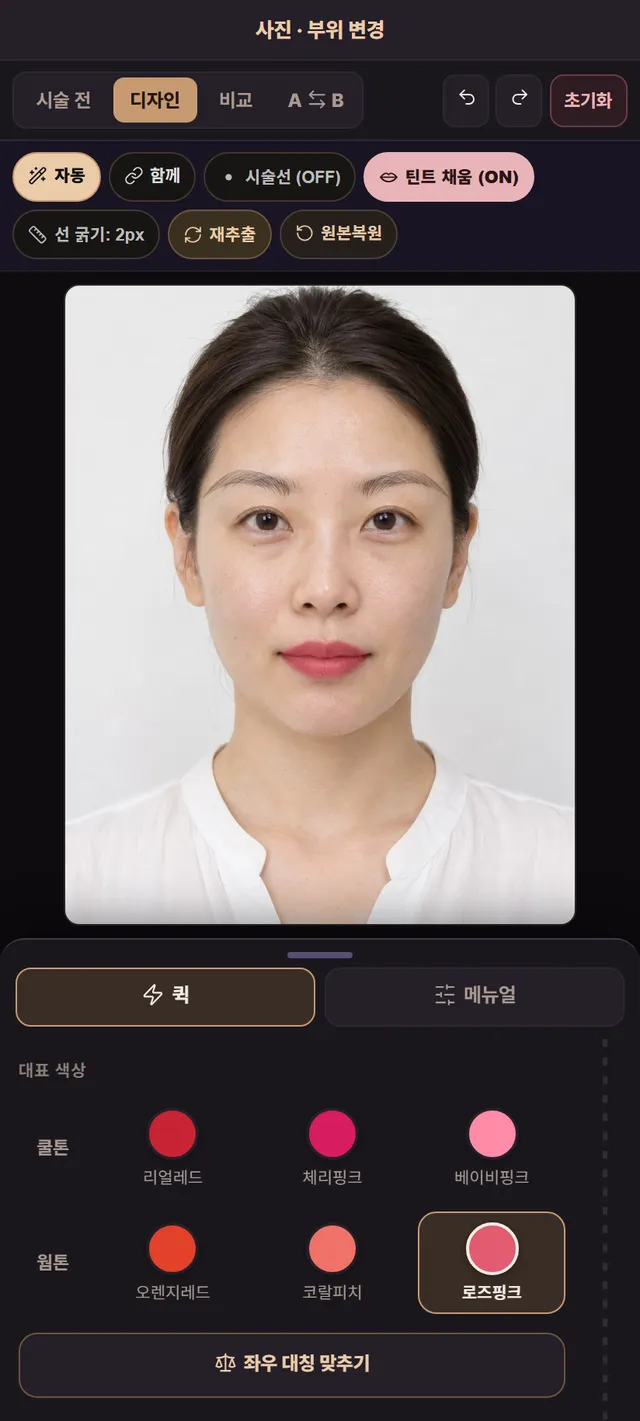 사진 · 부위 변경
시술 전 디자인 비교 A ⇆ B 초기화
자동 함께 시술선 (OFF) 틴트 채움 (ON)
선 굵기: 2px 재추출 원본복원
퀵 메뉴얼
대표 색상
쿨톤
리얼레드 체리핑크 베이비핑크
웜톤
오렌지레드 코랄피치 로즈핑크
좌우 대칭 맞추기